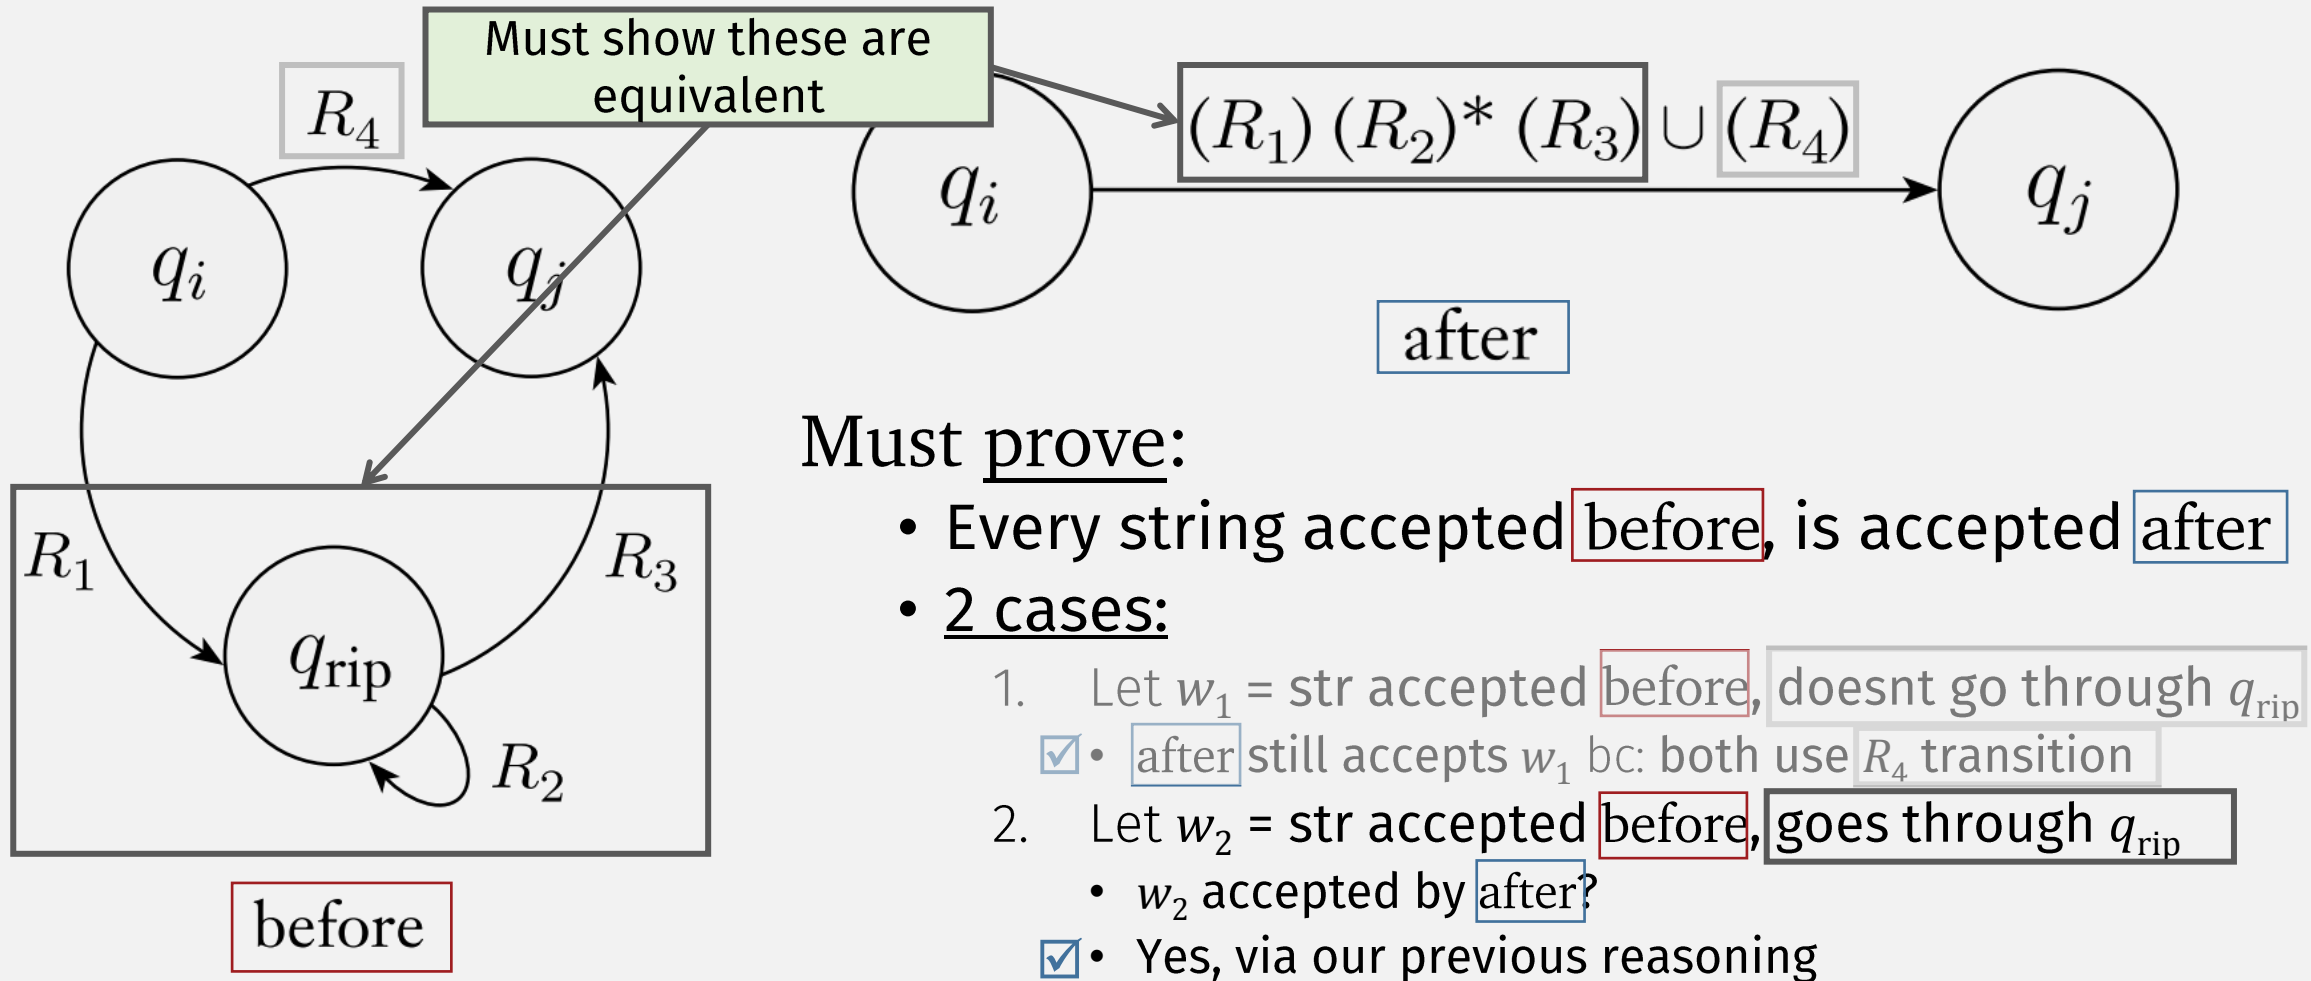 Must show these are
equivalent
R₄
(R₁) (R₂)* (R₃) ∪ (R₄)
qᵢ
qⱼ
qᵢ
qⱼ
after
Must prove:
• Every string accepted before, is accepted after
• 2 cases:
R₁
R₃
q_rip
R₂
before
1. Let w₁ = str accepted before, doesnt go through q_rip
• after still accepts w₁ bc: both use R₄ transition
2. Let w₂ = str accepted before, goes through q_rip
• w₂ accepted by after?
• Yes, via our previous reasoning